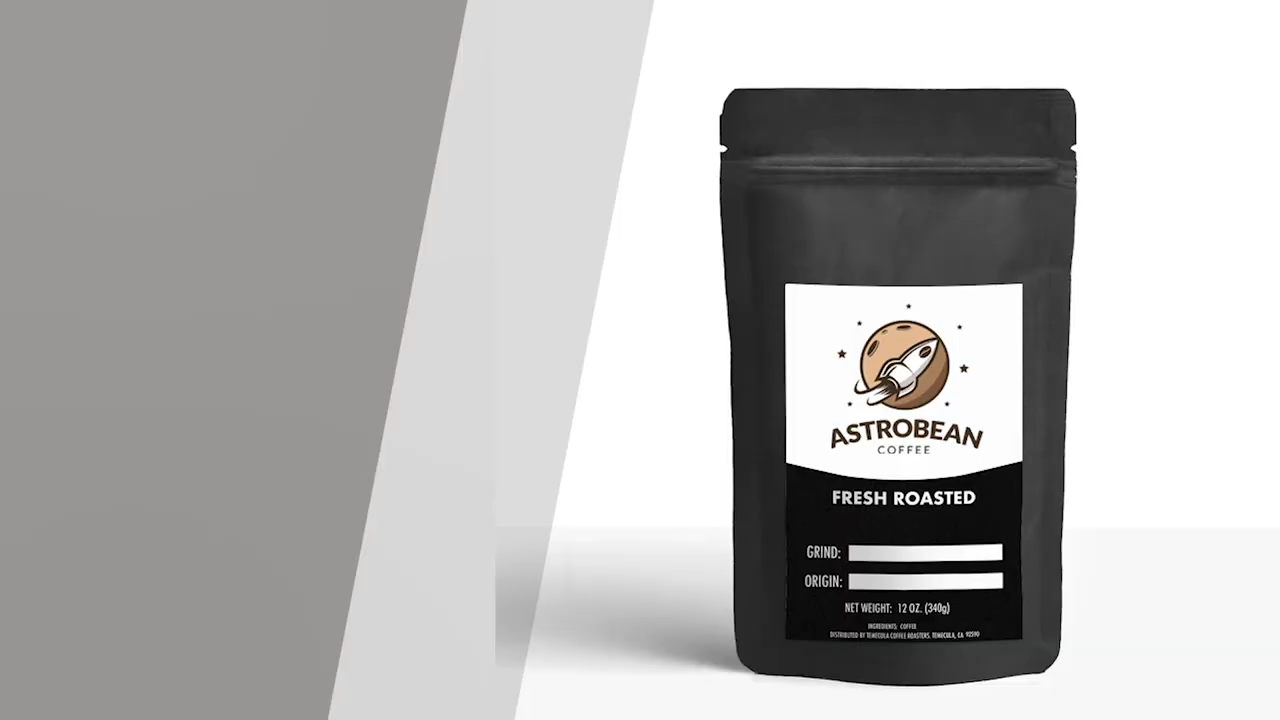 ASTROBEAN
COFFEE
FRESH ROASTED
GRIND:
ORIGIN:
NET WEIGHT: 12 OZ. (340g)
INGREDIENTS: COFFEE
DISTRIBUTED BY TEMECULA COFFEE ROASTERS. TEMECULA, CA 92590